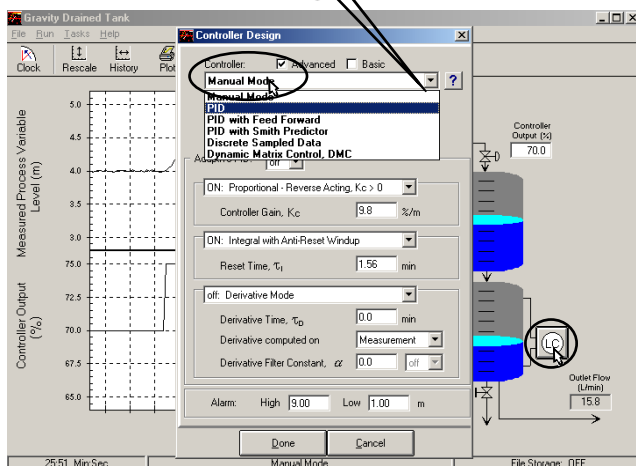 Gravity Drained Tank
File Run Tasks Help
Clock Rescale History Plot
Controller Design
Controller: Advanced Basic
Manual Mode
?
Manual Mode
PID
PID with Feed Forward
PID with Smith Predictor
Discrete Sampled Data
Dynamic Matrix Control, DMC
Adaptive PID: off
ON: Proportional - Reverse Acting, Kc > 0
Controller Gain, Kc 9.8 %/m
ON: Integral with Anti-Reset Windup
Reset Time, τI 1.56 min
off: Derivative Mode
Derivative Time, τD 0.0 min
Derivative computed on Measurement
Derivative Filter Constant, α 0.0 off
Alarm: High 9.00 Low 1.00 m
Done Cancel
Measured Process Variable
Level (m)
5.0
4.5
4.0
3.5
3.0
Controller Output
(%)
75.0
72.5
70.0
67.5
65.0
Controller
Output (%)
70.0
LC
Outlet Flow
(L/min)
15.8
25:51 Min:Sec Manual Mode File Storage: OFF